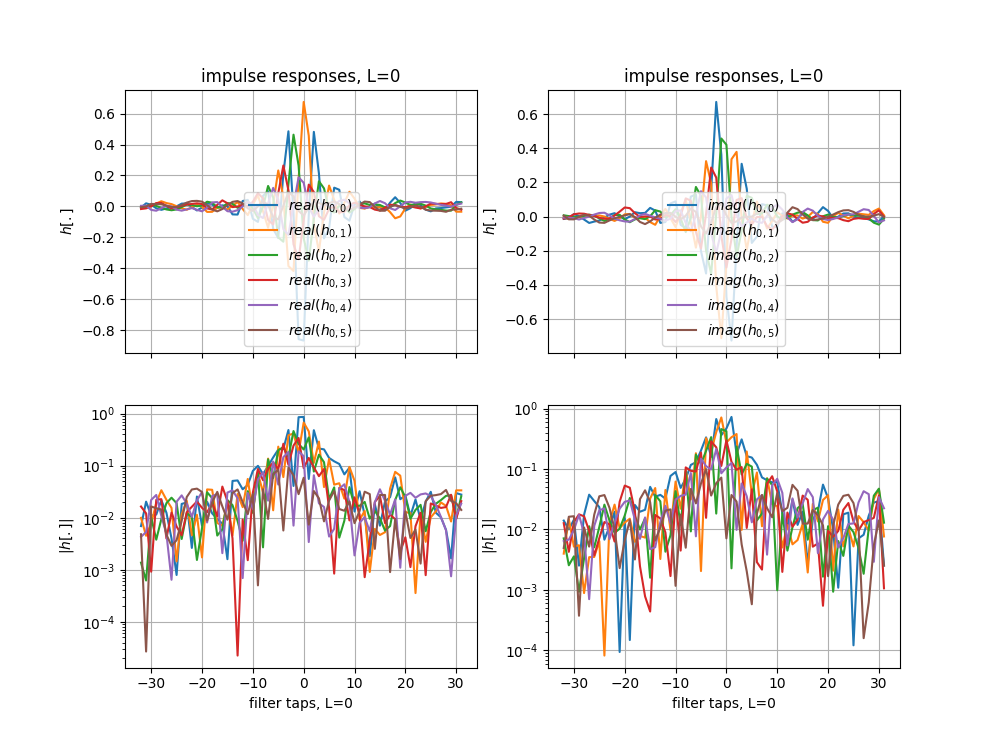 impulse responses, L=0
0.6
0.4
0.2
0.0
−0.2
−0.4
−0.6
−0.8
h[.]
real(h0,0)
real(h0,1)
real(h0,2)
real(h0,3)
real(h0,4)
real(h0,5)
impulse responses, L=0
0.6
0.4
0.2
0.0
−0.2
−0.4
−0.6
h[.]
imag(h0,0)
imag(h0,1)
imag(h0,2)
imag(h0,3)
imag(h0,4)
imag(h0,5)
10⁰
10⁻¹
10⁻²
10⁻³
10⁻⁴
|h[.]|
−30 −20 −10 0 10 20 30
filter taps, L=0
10⁰
10⁻¹
10⁻²
10⁻³
10⁻⁴
|h[.]|
−30 −20 −10 0 10 20 30
filter taps, L=0